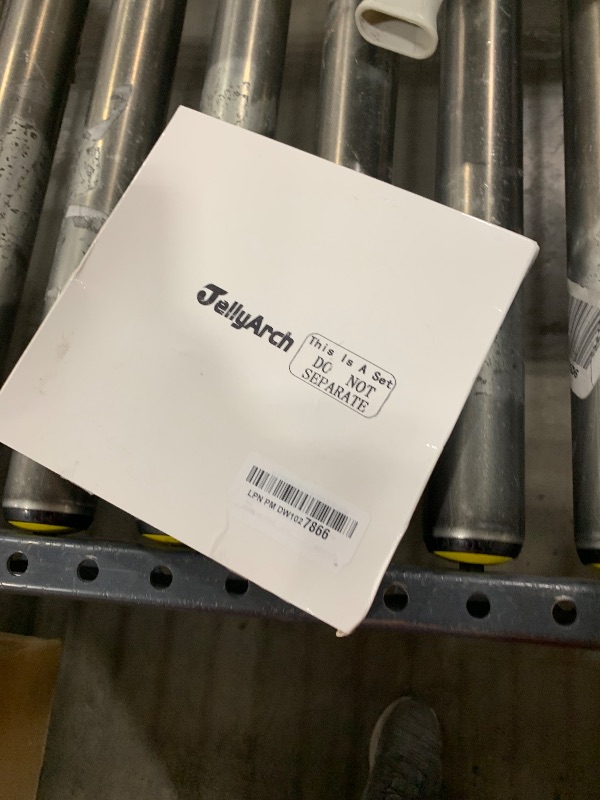 JellyArch
This Is A Set
DO NOT
SEPARATE
LPN PM DW1027866